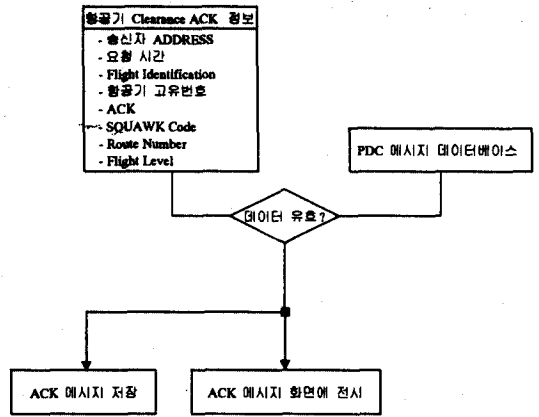 항공기 Clearance ACK 정보
- 송신자 ADDRESS
- 요청 시간
- Flight Identification
- 항공기 고유번호
- ACK
- SQUAWK Code
- Route Number
- Flight Level
PDC 메시지 데이터베이스
데이터 유효?
ACK 메시지 저장
ACK 메시지 화면에 전시